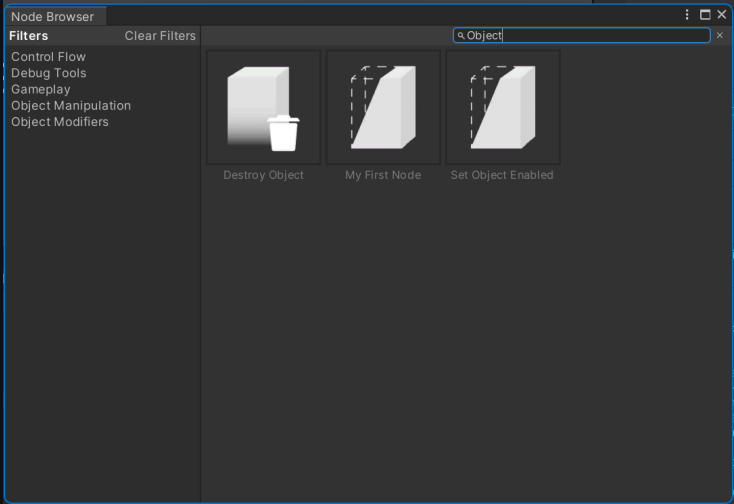 Node Browser
Filters
Clear Filters
Object
Control Flow
Debug Tools
Gameplay
Object Manipulation
Object Modifiers
Destroy Object
My First Node
Set Object Enabled